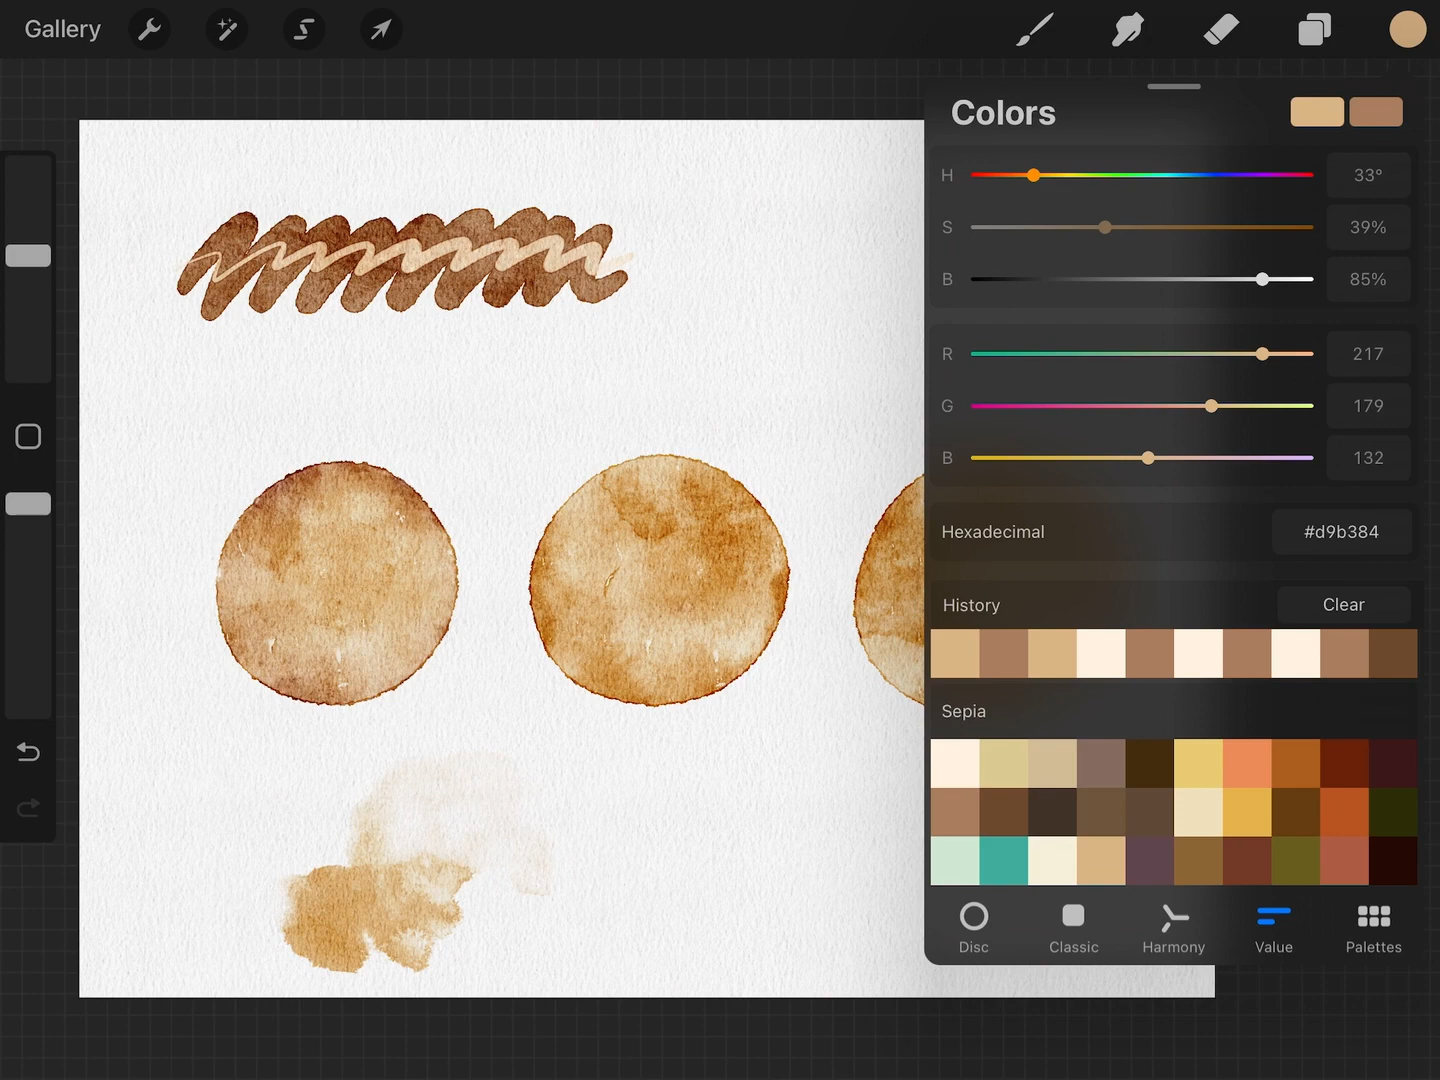 Gallery
Colors
H 33°
S 39%
B 85%
R 217
G 179
B 132
Hexadecimal #d9b384
History Clear
Sepia
Disc Classic Harmony Value Palettes